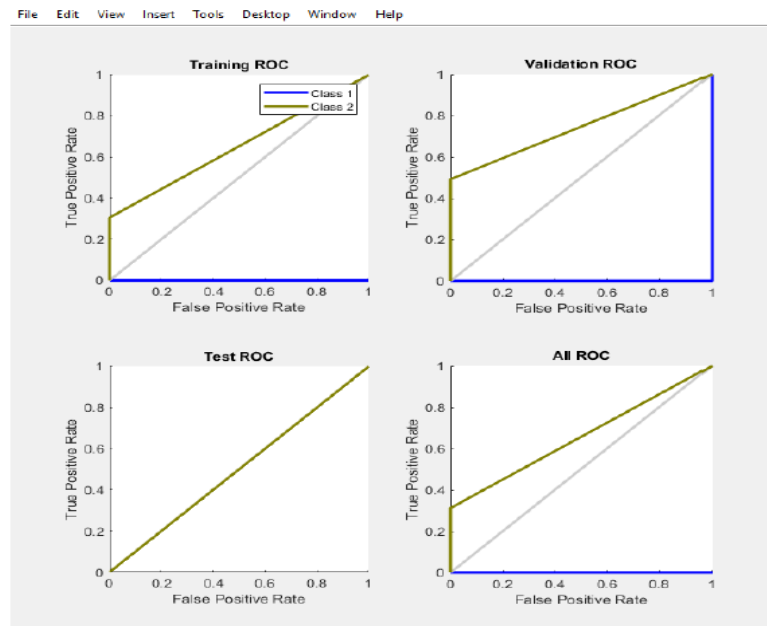 File Edit View Insert Tools Desktop Window Help
Training ROC
1
0.8
0.6
0.4
0.2
0
True Positive Rate
Class 1
Class 2
0 0.2 0.4 0.6 0.8 1
False Positive Rate
Validation ROC
1
0.8
0.6
0.4
0.2
0
True Positive Rate
0 0.2 0.4 0.6 0.8 1
False Positive Rate
Test ROC
1
0.8
0.6
0.4
0.2
0
True Positive Rate
0 0.2 0.4 0.6 0.8 1
False Positive Rate
All ROC
1
0.8
0.6
0.4
0.2
0
True Positive Rate
0 0.2 0.4 0.6 0.8 1
False Positive Rate